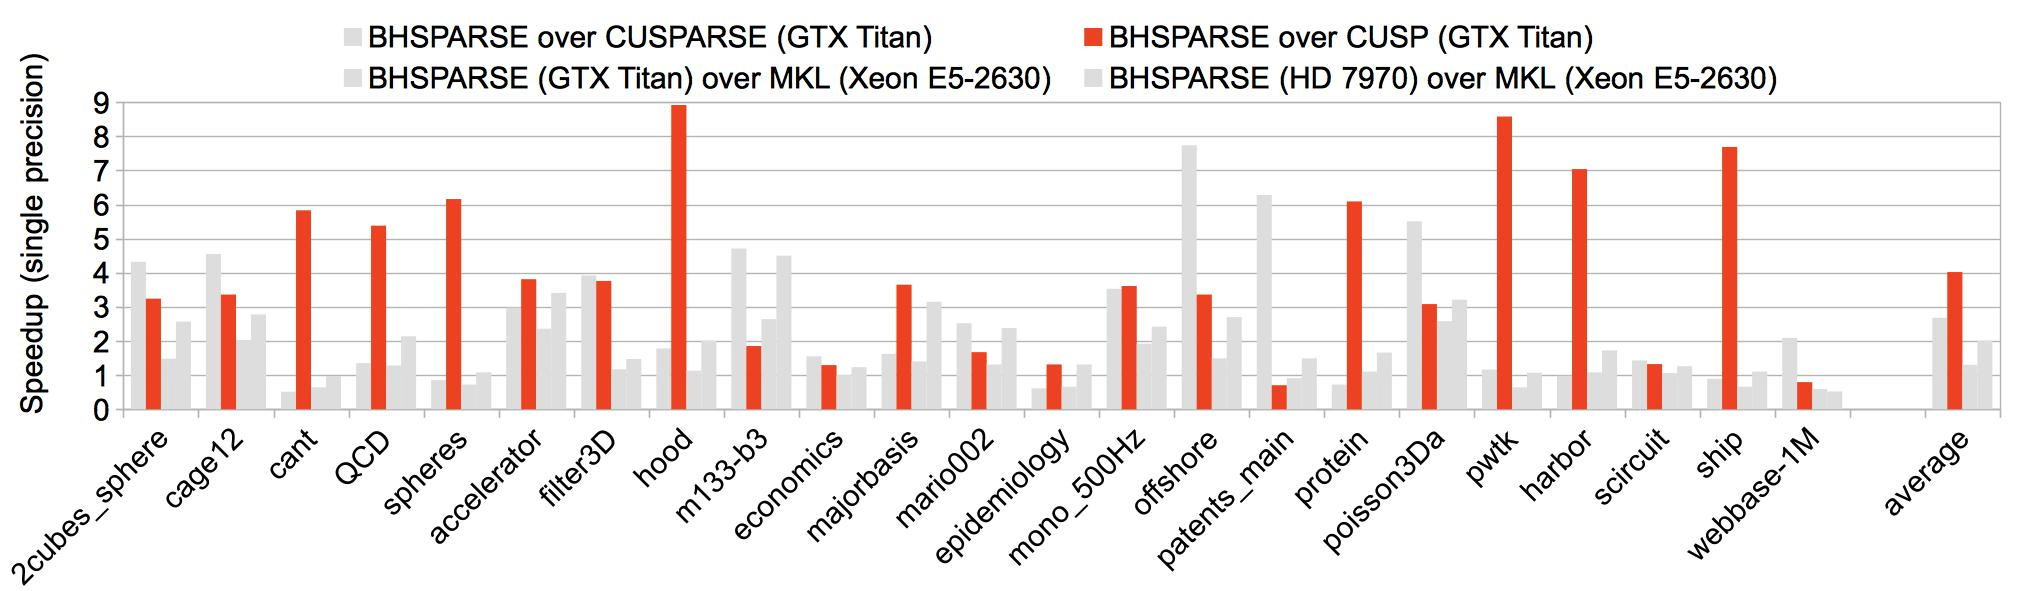 BHSPARSE over CUSPARSE (GTX Titan)
BHSPARSE over CUSP (GTX Titan)
BHSPARSE (GTX Titan) over MKL (Xeon E5-2630)
BHSPARSE (HD 7970) over MKL (Xeon E5-2630)
Speedup (single precision)
9
8
7
6
5
4
3
2
1
0
2cubes_sphere
cage12
cant
QCD
spheres
accelerator
filter3D
hood
m133-b3
economics
majorbasis
mario002
epidemiology
mono_500Hz
offshore
patents_main
protein
poisson3Da
pwtk
harbor
scircuit
ship
webbase-1M
average